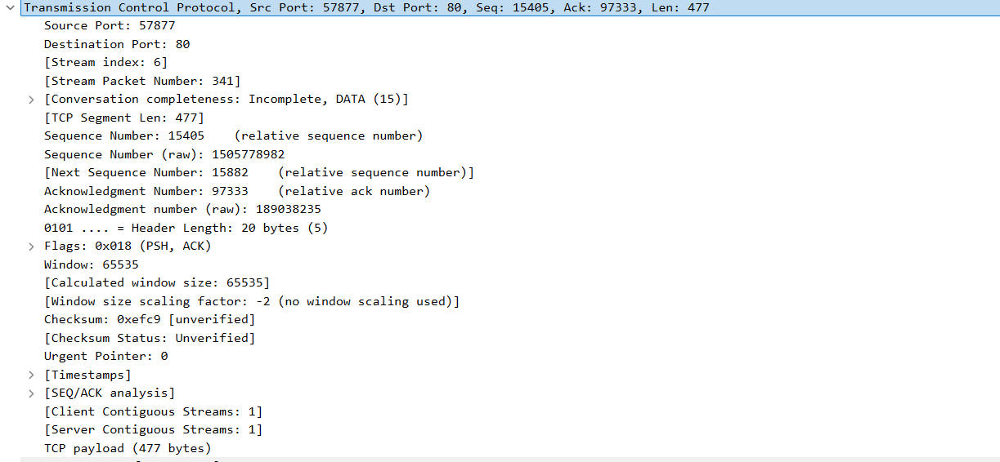 Transmission Control Protocol, Src Port: 57877, Dst Port: 80, Seq: 15405, Ack: 97333, Len: 477
Source Port: 57877
Destination Port: 80
[Stream index: 6]
[Stream Packet Number: 341]
[Conversation completeness: Incomplete, DATA (15)]
[TCP Segment Len: 477]
Sequence Number: 15405    (relative sequence number)
Sequence Number (raw): 1505778982
[Next Sequence Number: 15882    (relative sequence number)]
Acknowledgment Number: 97333    (relative ack number)
Acknowledgment number (raw): 189038235
0101 .... = Header Length: 20 bytes (5)
Flags: 0x018 (PSH, ACK)
Window: 65535
[Calculated window size: 65535]
[Window size scaling factor: -2 (no window scaling used)]
Checksum: 0xefc9 [unverified]
[Checksum Status: Unverified]
Urgent Pointer: 0
[Timestamps]
[SEQ/ACK analysis]
[Client Contiguous Streams: 1]
[Server Contiguous Streams: 1]
TCP payload (477 bytes)